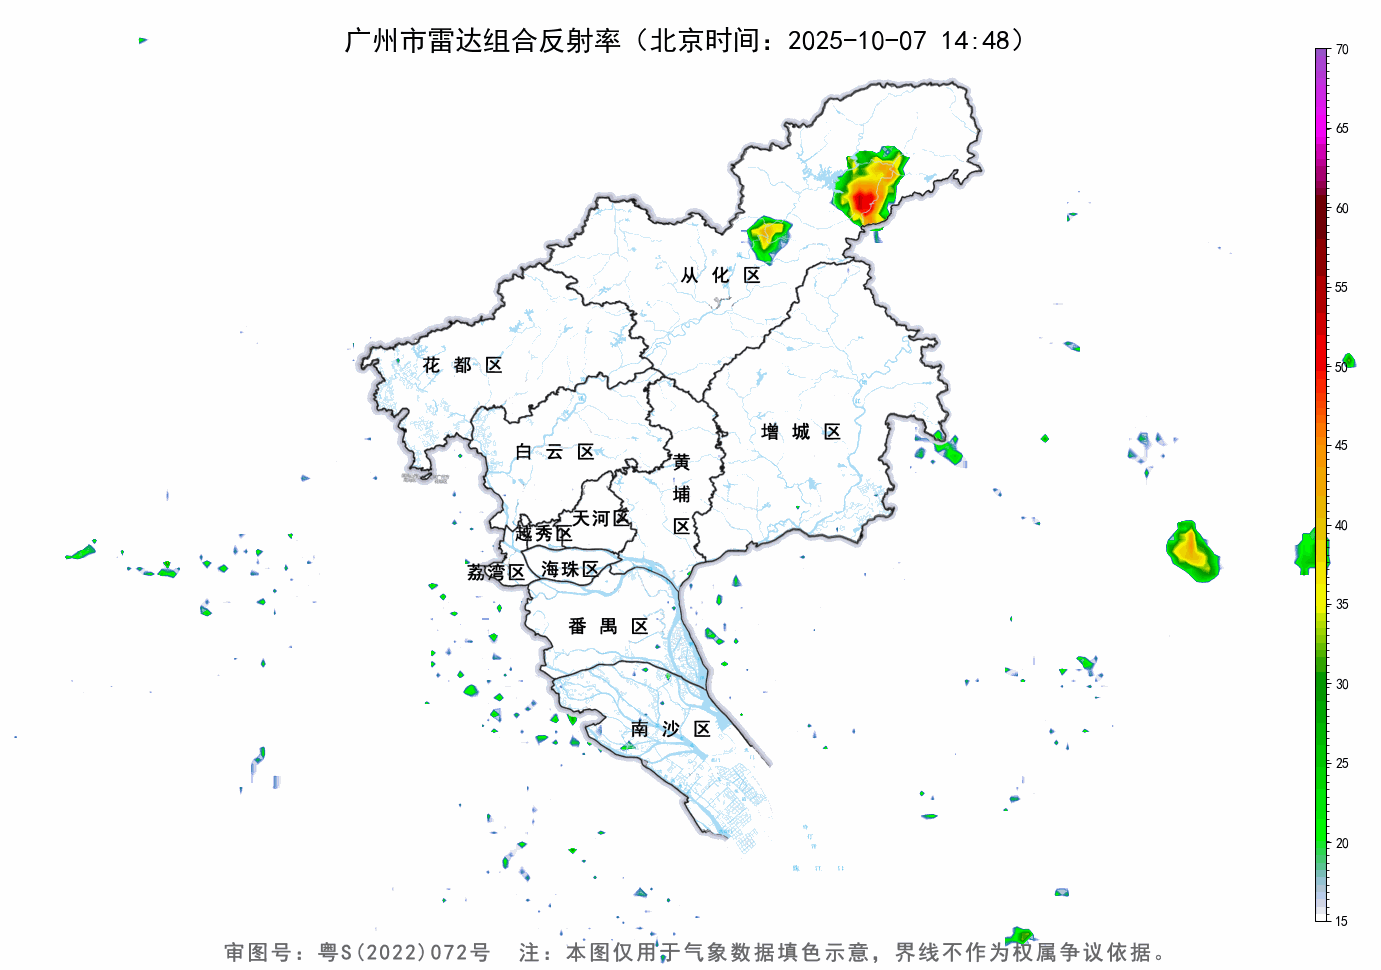 广州市雷达组合反射率（北京时间：2025-10-07 14:48）
70
65
60
55
50
45
40
35
30
25
20
15
从化区
花都区
增城区
白云区
黄埔区
天河区
越秀区
荔湾区
海珠区
番禺区
南沙区
审图号：粤S(2022)072号 注：本图仅用于气象数据填色示意，界线不作为权属争议依据。